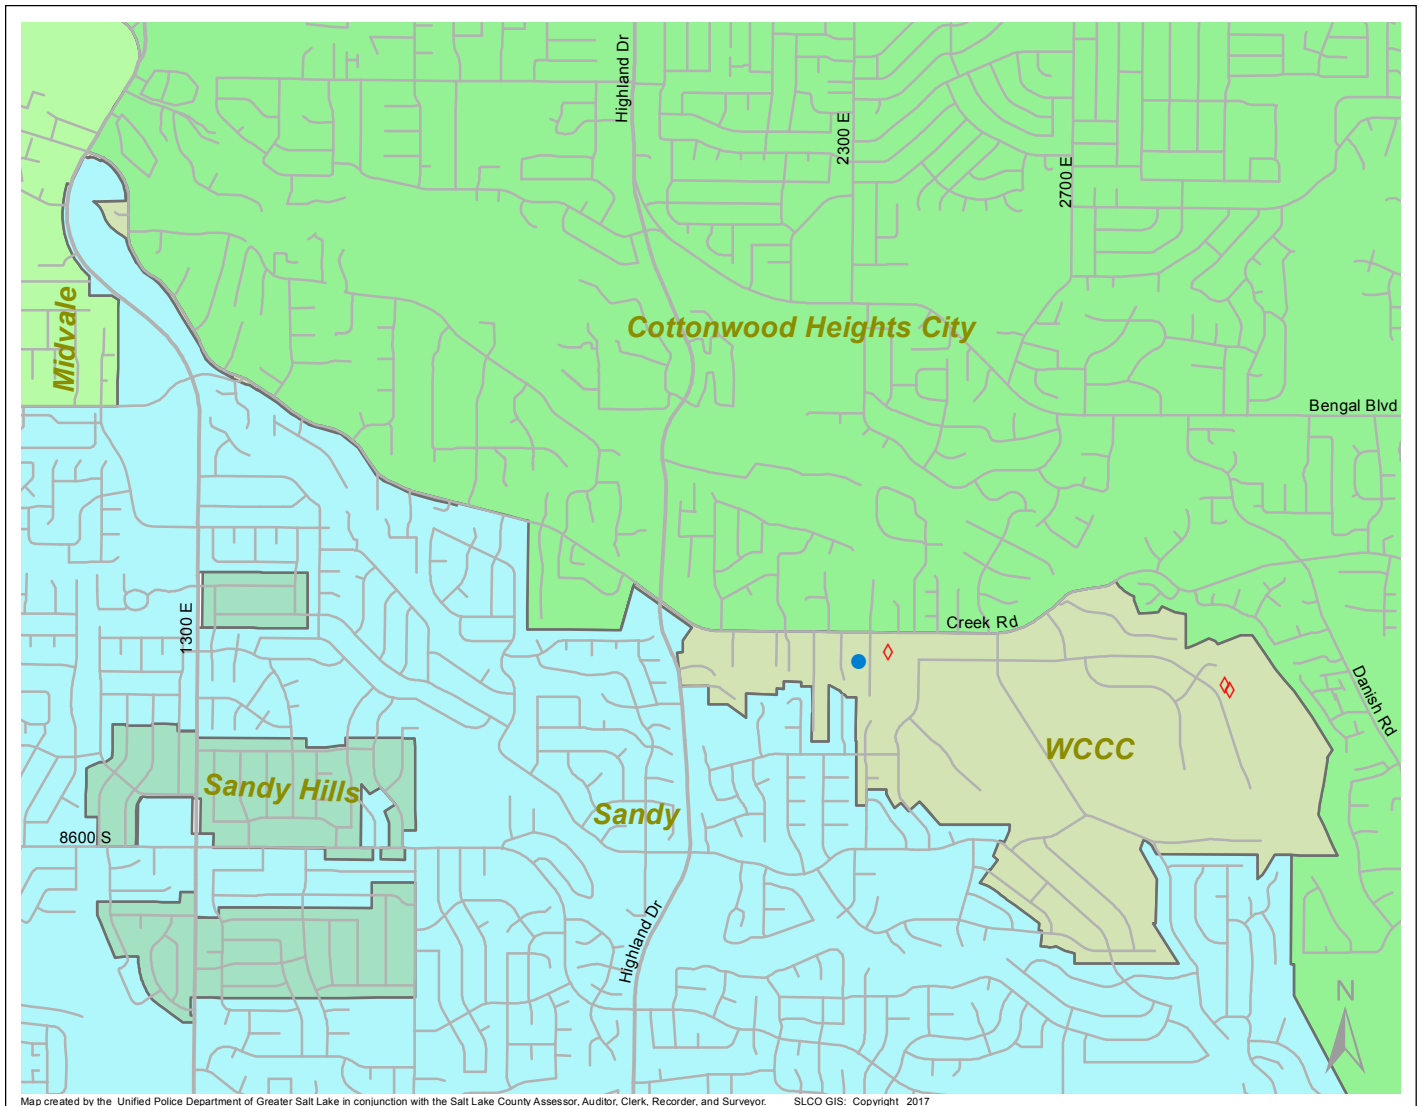 Highland Dr
2300 E
2700 E
Midvale
Cottonwood Heights City
Bengal Blvd
1300 E
Creek Rd
Danish Rd
WCCC
Sandy Hills
Sandy
8600 S
Highland Dr
N
Map created by the Unified Police Department of Greater Salt Lake in conjunction with the Salt Lake County Assessor, Auditor, Clerk, Recorder, and Surveyor. SLCO GIS: Copyright 2017